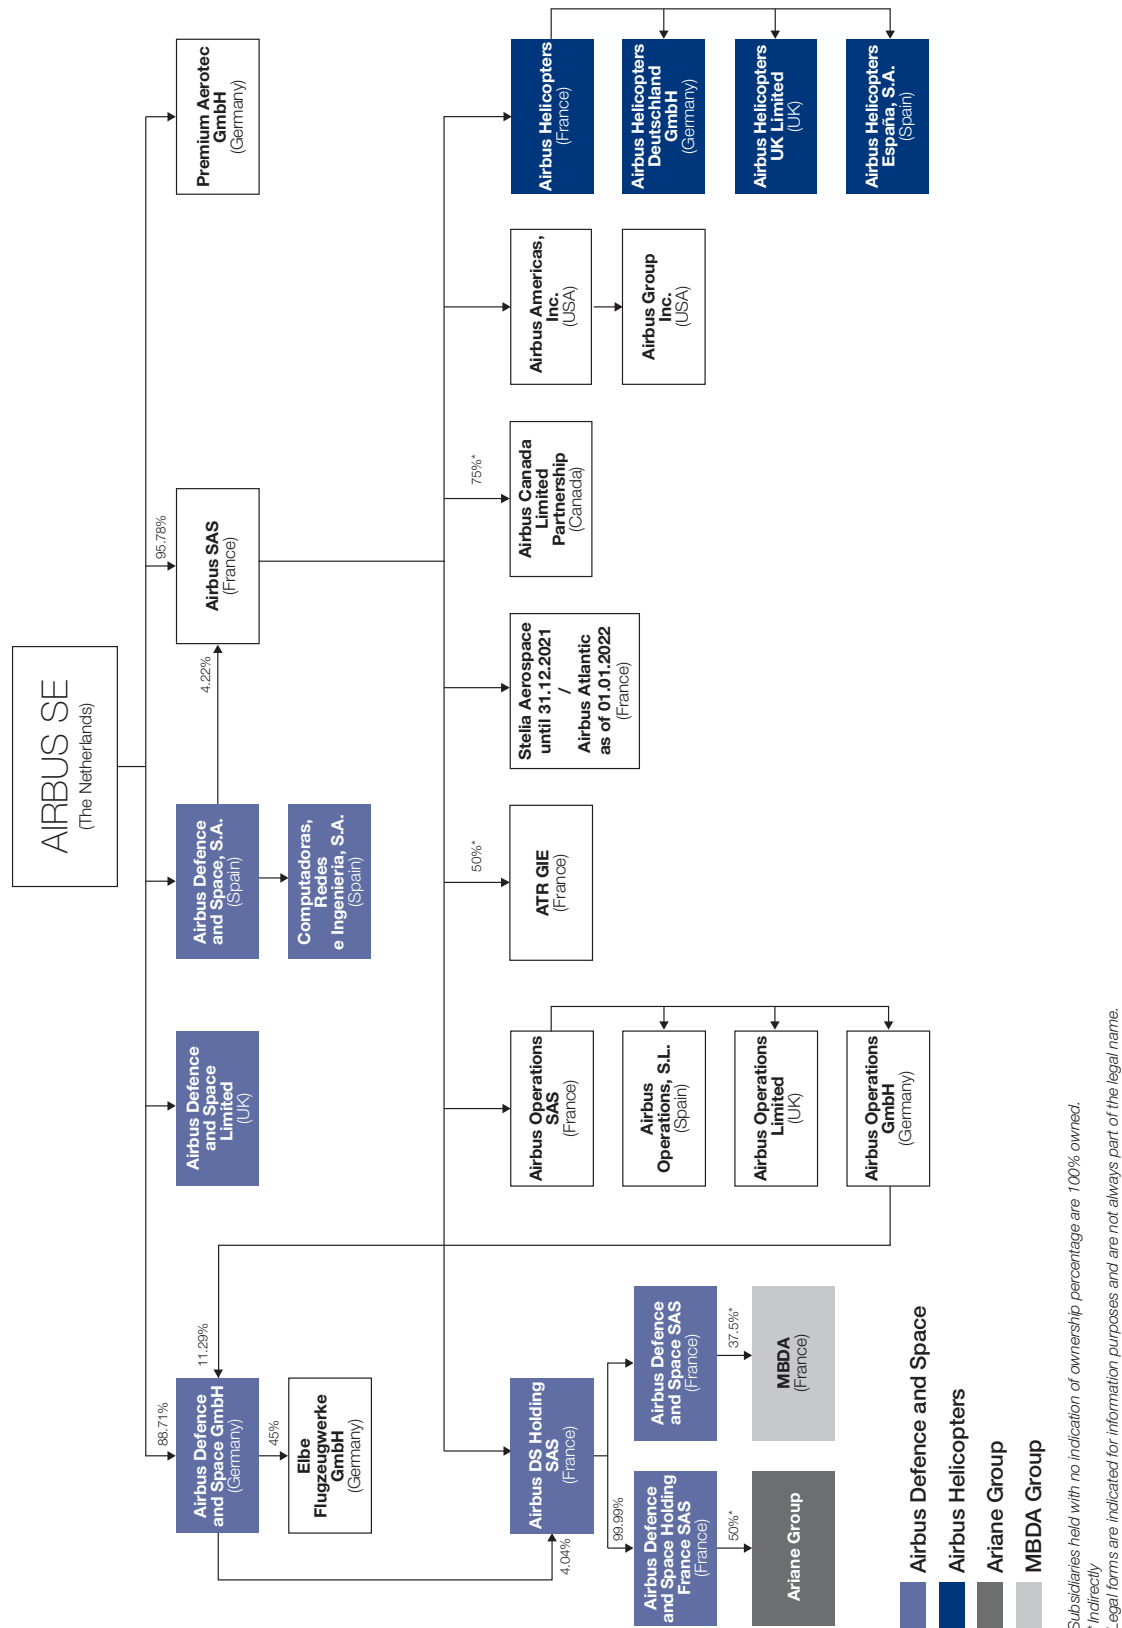 AIRBUS SE
(The Netherlands)
88.71%
11.29%
4.22%
95.78%
Airbus Defence
and Space GmbH
(Germany)
Airbus Defence
and Space
Limited
(UK)
Airbus Defence
and Space, S.A.
(Spain)
Airbus SAS
(France)
Premium Aerotec
GmbH
(Germany)
45%
Elbe
Flugzeugwerke
GmbH
(Germany)
Computadoras,
Redes
e Ingenieria, S.A.
(Spain)
4.04%
50%*
75%*
Airbus DS Holding
SAS
(France)
Airbus Operations
SAS
(France)
ATR GIE
(France)
Stelia Aerospace
until 31.12.2021
/
Airbus Atlantic
as of 01.01.2022
(France)
Airbus Canada
Limited
Partnership
(Canada)
Airbus Americas,
Inc.
(USA)
Airbus Helicopters
(France)
99.99%
Airbus Defence
and Space Holding
France SAS
(France)
Airbus Defence
and Space SAS
(France)
Airbus
Operations, S.L.
(Spain)
Airbus Group
Inc.
(USA)
Airbus Helicopters
Deutschland
GmbH
(Germany)
50%*
37.5%*
Ariane Group
MBDA
(France)
Airbus Operations
Limited
(UK)
Airbus Helicopters
UK Limited
(UK)
Airbus Operations
GmbH
(Germany)
Airbus Helicopters
España, S.A.
(Spain)
Airbus Defence and Space
Airbus Helicopters
Ariane Group
MBDA Group
Subsidiaries held with no indication of ownership percentage are 100% owned.
* Indirectly
Legal forms are indicated for information purposes and are not always part of the legal name.